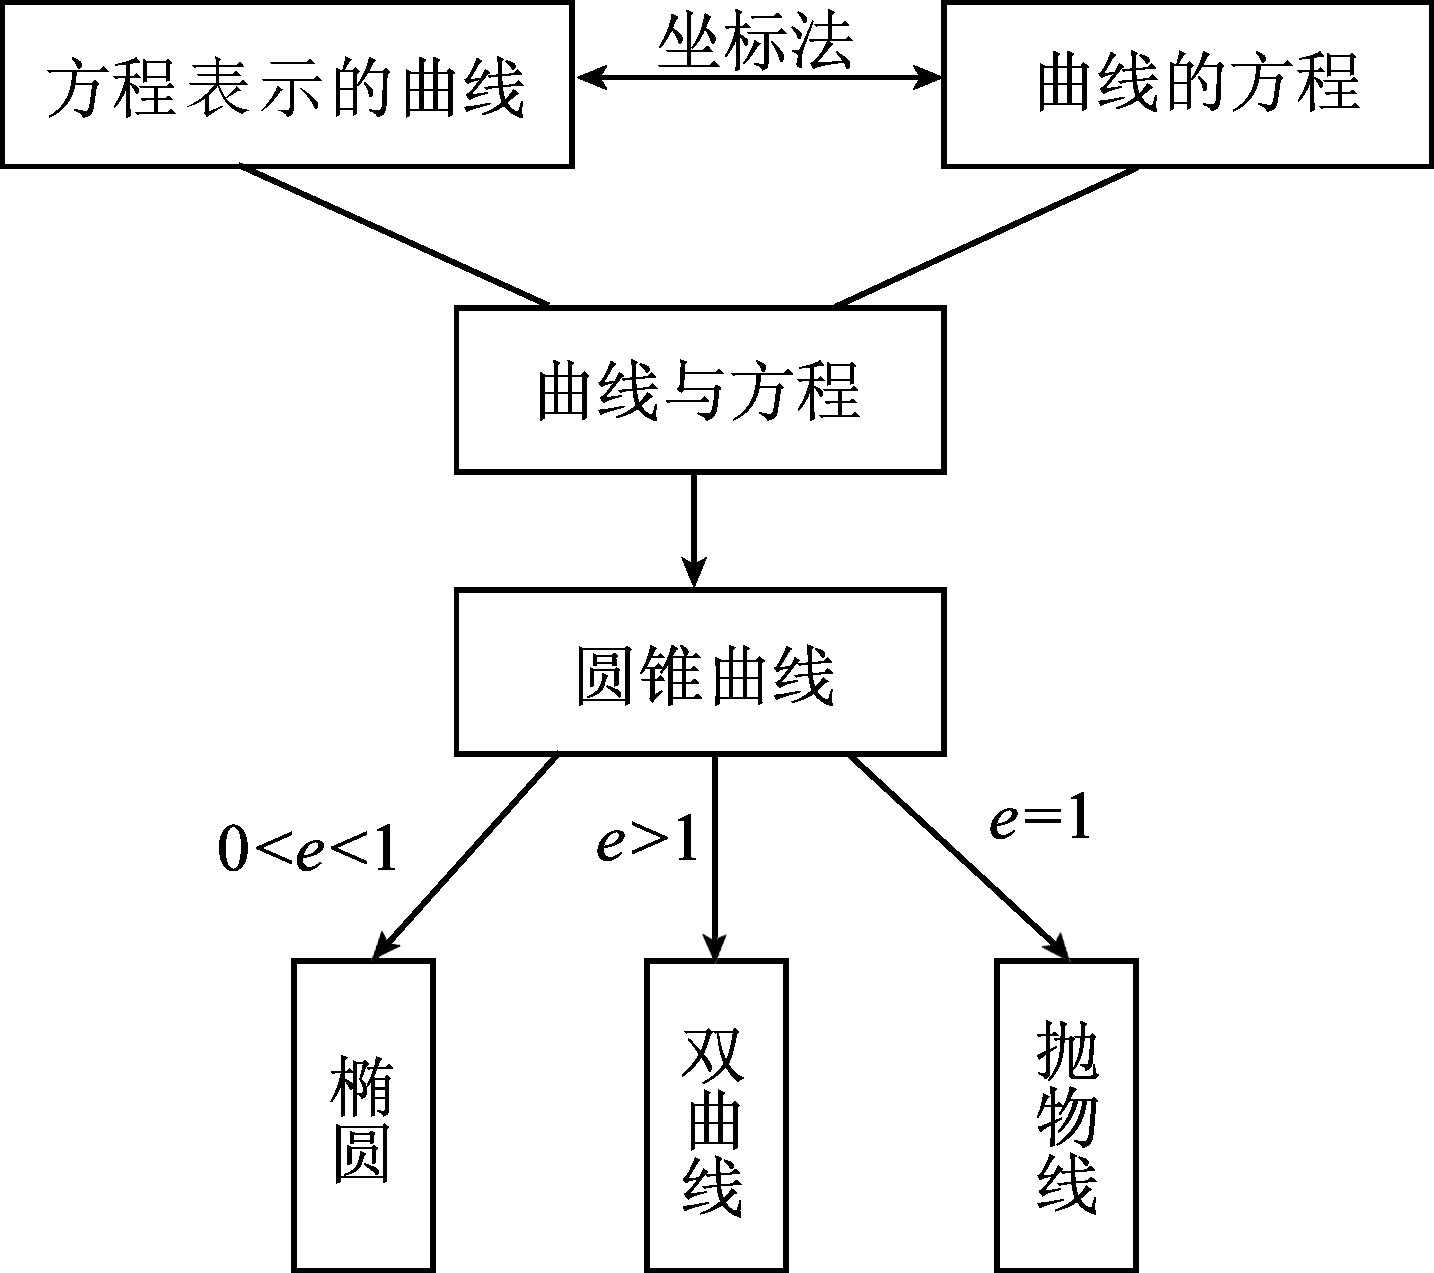 坐标法
方程表示的曲线
曲线的方程
曲线与方程
圆锥曲线
0<e<1
e>1
e=1
椭圆
双曲线
抛物线